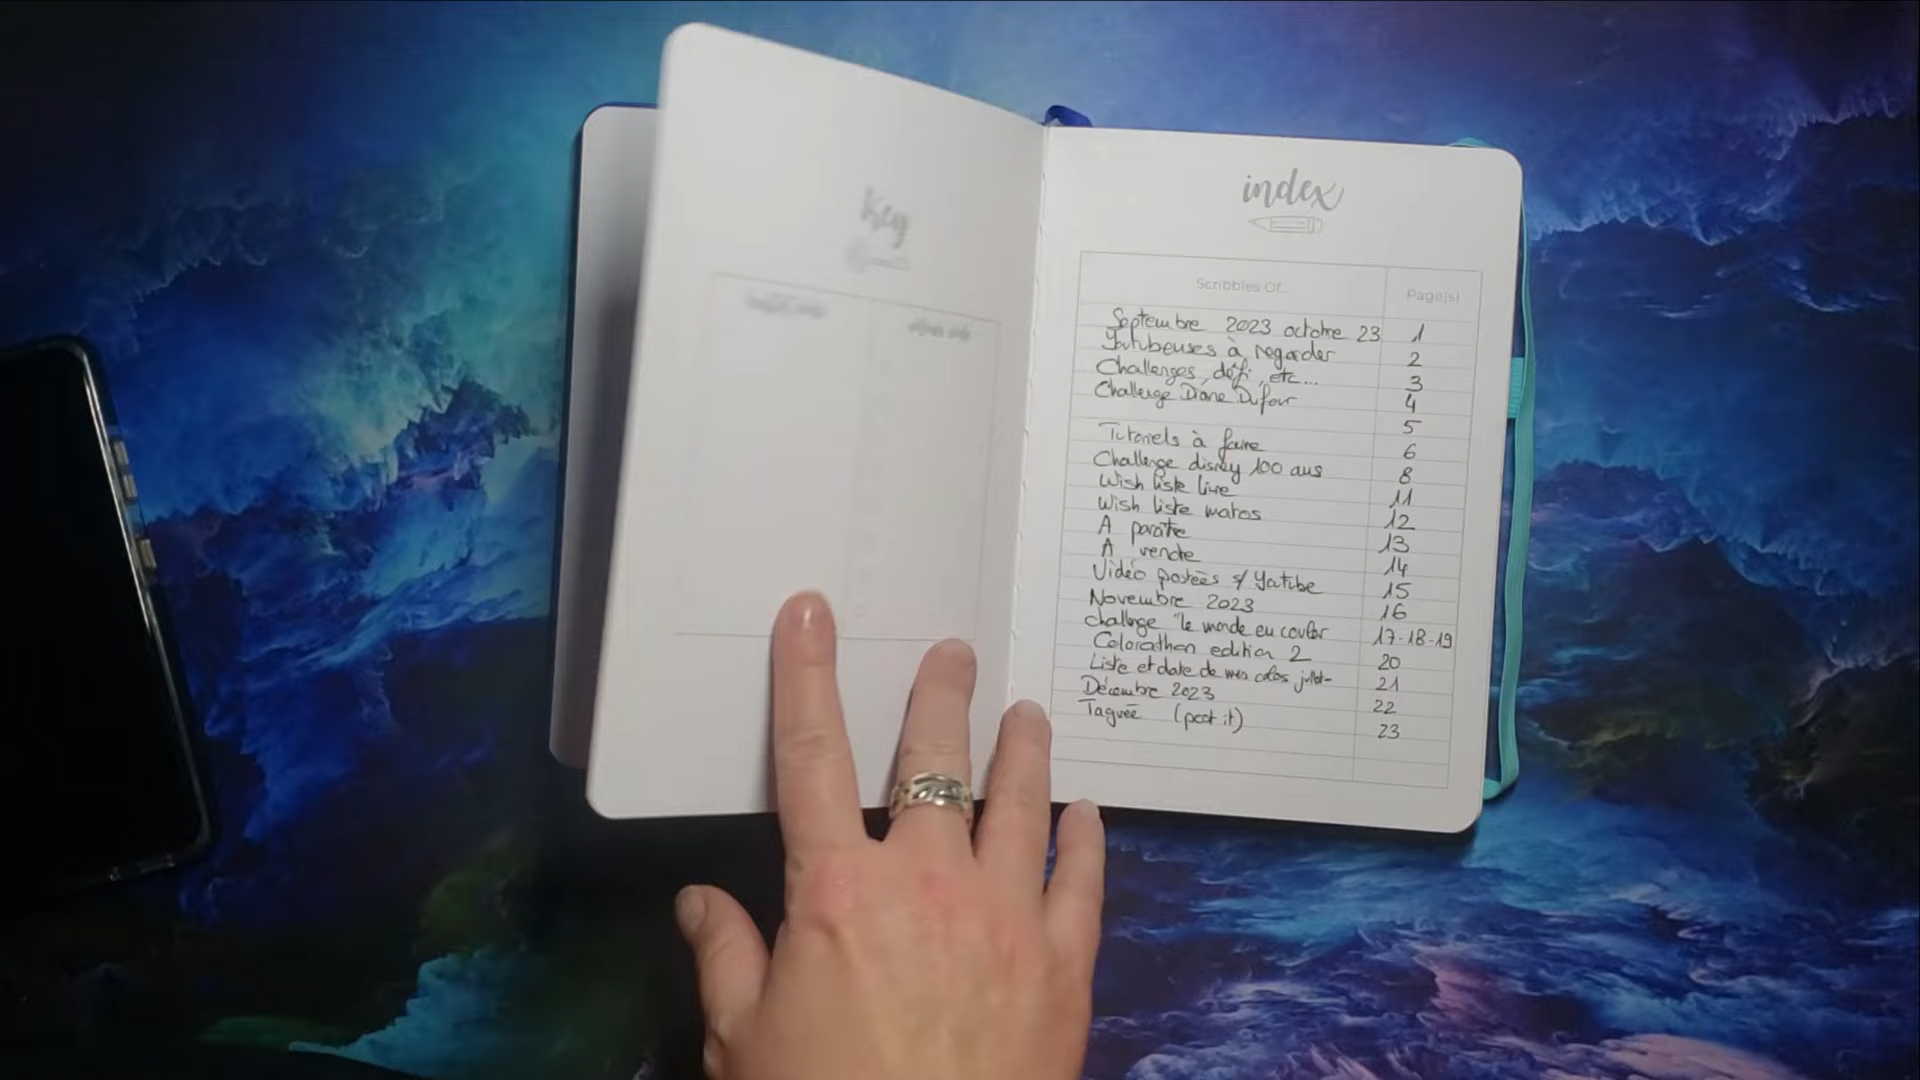 Key
index
Scribbles Of... Page(s)
Septembre 2023 octobre 23 1
Youtubeuses à regarder 2
Challenges, défi, etc... 3
Challenge Diane Dufour 4
5
Tutoriels à faire 6
Challenge disney 100 ans 8
Wish liste livre 11
Wish liste matos 12
A paraître 13
A vendre 14
Vidéo postées s/ Youtube 15
Novembre 2023 16
challenge "le monde en couleur 17-18-19
Colorathon edition 2 20
Liste et date de mes colos juillet- 21
Décembre 2023 22
Taguée (post it) 23